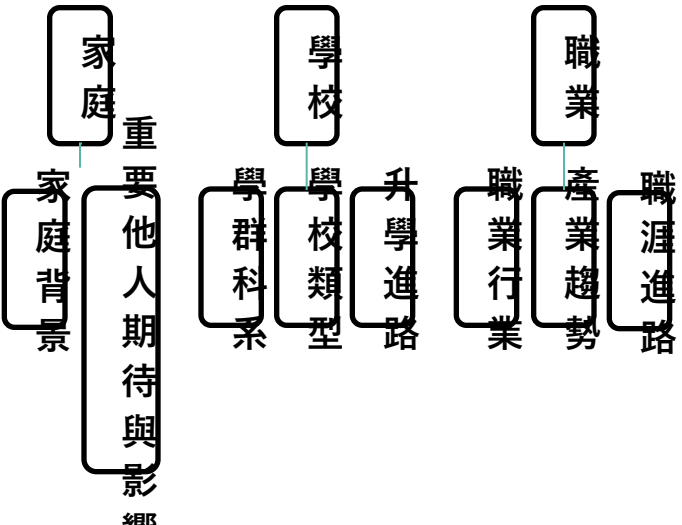 家庭
學校
職業
家庭背景
重要他人期待與影響
學群科系
學校類型
升學進路
職業行業
產業趨勢
職涯進路